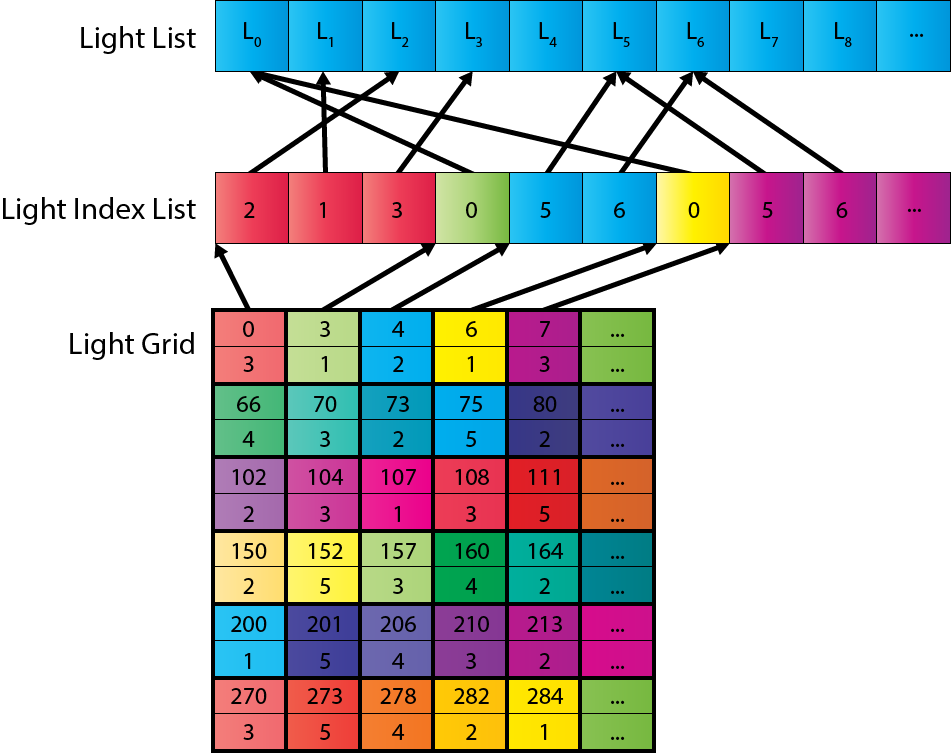 Light List L₀ L₁ L₂ L₃ L₄ L₅ L₆ L₇ L₈ ...
Light Index List 2 1 3 0 5 6 0 5 6 ...
Light Grid
0 3 4 6 7 ...
3 1 2 1 3 ...
66 70 73 75 80 ...
4 3 2 5 2 ...
102 104 107 108 111 ...
2 3 1 3 5 ...
150 152 157 160 164 ...
2 5 3 4 2 ...
200 201 206 210 213 ...
1 5 4 3 2 ...
270 273 278 282 284 ...
3 5 4 2 1 ...